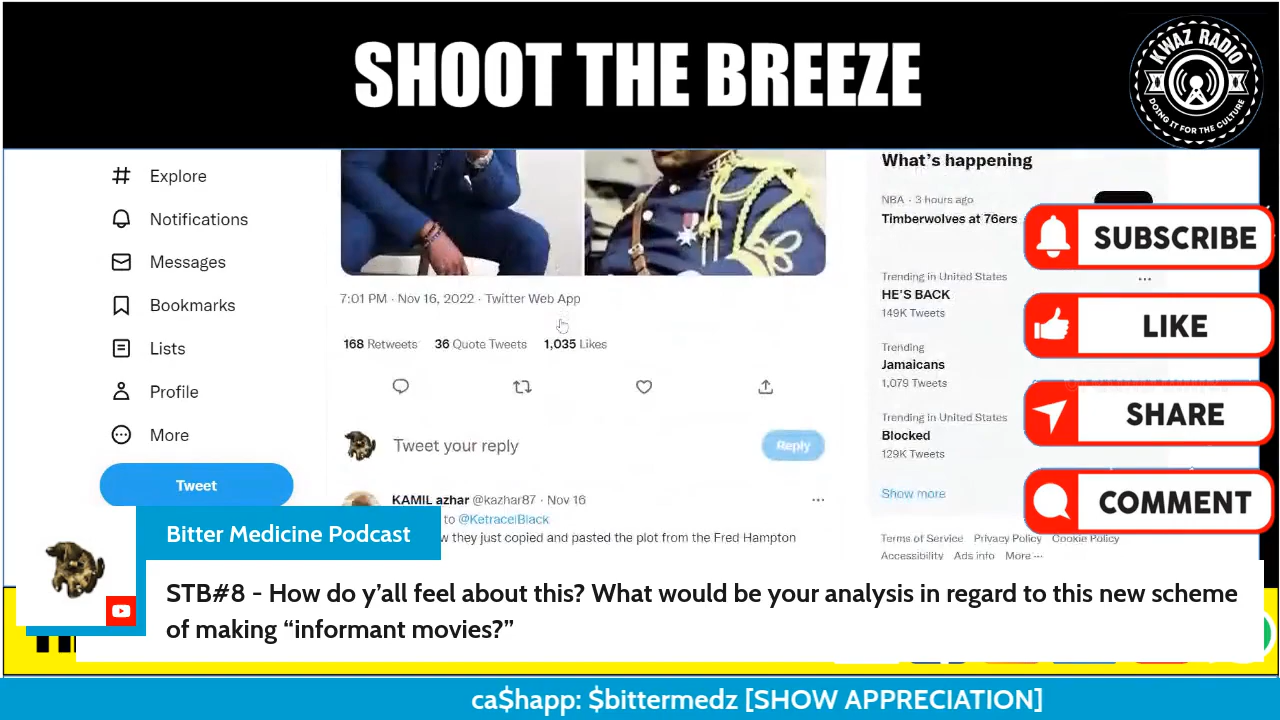 SHOOT THE BREEZE
KWAZ RADIO
DOING IT FOR THE CULTURE
Explore
Notifications
Messages
Bookmarks
Lists
Profile
More
Tweet
7:01 PM · Nov 16, 2022 · Twitter Web App
168 Retweets 36 Quote Tweets 1,035 Likes
Tweet your reply
Reply
KAMIL azhar @kazhar87 · Nov 16
to @KetracelBlack
they just copied and pasted the plot from the Fred Hampton
What's happening
NBA · 3 hours ago
Timberwolves at 76ers
Trending in United States
HE'S BACK
149K Tweets
Trending
Jamaicans
1,079 Tweets
Trending in United States
Blocked
129K Tweets
Show more
Terms of Service Privacy Policy Cookie Policy
Accessibility Ads info More ···
SUBSCRIBE
LIKE
SHARE
COMMENT
Bitter Medicine Podcast
STB#8 - How do y'all feel about this? What would be your analysis in regard to this new scheme
of making “informant movies?”
ca$happ: $bittermedz [SHOW APPRECIATION]